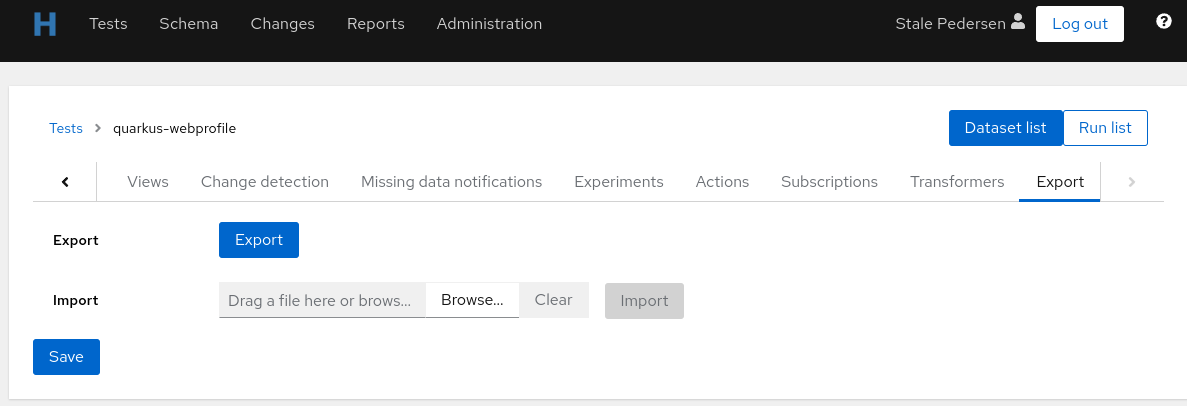 H Tests Schema Changes Reports Administration Stale Pedersen Log out ?
Tests > quarkus-webprofile Dataset list Run list
Views Change detection Missing data notifications Experiments Actions Subscriptions Transformers Export
Export Export
Import Drag a file here or brows... Browse... Clear Import
Save